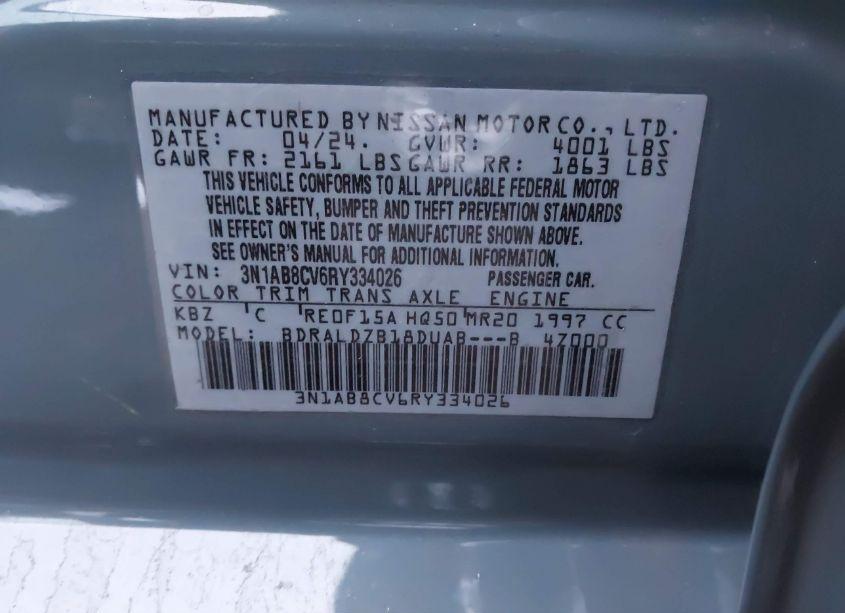 MANUFACTURED BY NISSAN MOTOR CO., LTD.
DATE: 04/24. GVWR: 4001 LBS
GAWR FR: 2161 LBS GAWR RR: 1863 LBS
THIS VEHICLE CONFORMS TO ALL APPLICABLE FEDERAL MOTOR
VEHICLE SAFETY, BUMPER AND THEFT PREVENTION STANDARDS
IN EFFECT ON THE DATE OF MANUFACTURE SHOWN ABOVE.
SEE OWNER'S MANUAL FOR ADDITIONAL INFORMATION.
VIN: 3N1AB8CV6RY334026 PASSENGER CAR.
COLOR TRIM TRANS AXLE ENGINE
KBZ C RE0F15A HQ50 MR20 1997 CC
MODEL: BDRALDZB18DUAB---B 4Z000
3N1AB8CV6RY334026